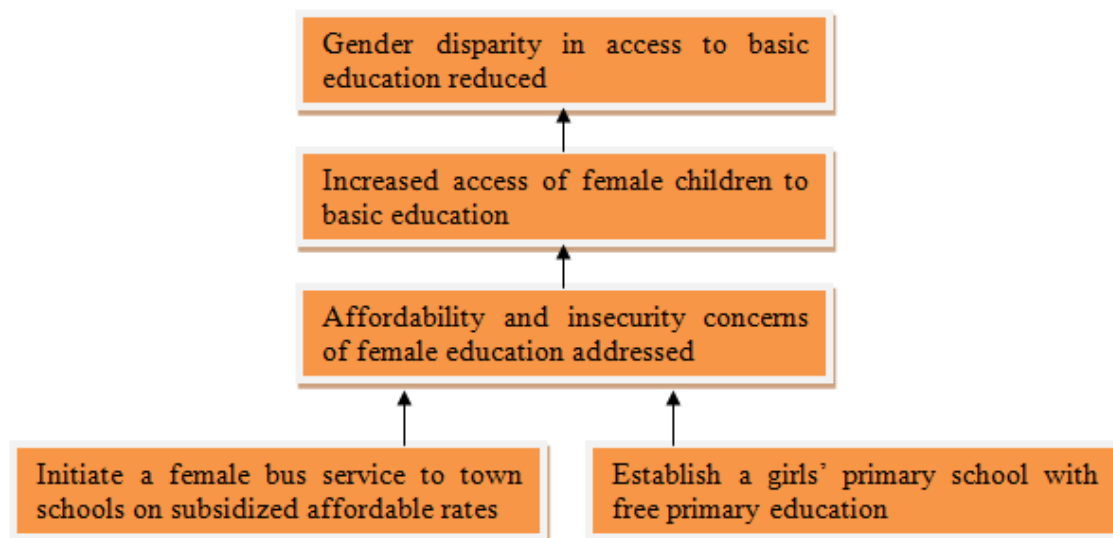 Gender disparity in access to basic
education reduced
Increased access of female children to
basic education
Affordability and insecurity concerns
of female education addressed
Initiate a female bus service to town
schools on subsidized affordable rates
Establish a girls’ primary school with
free primary education